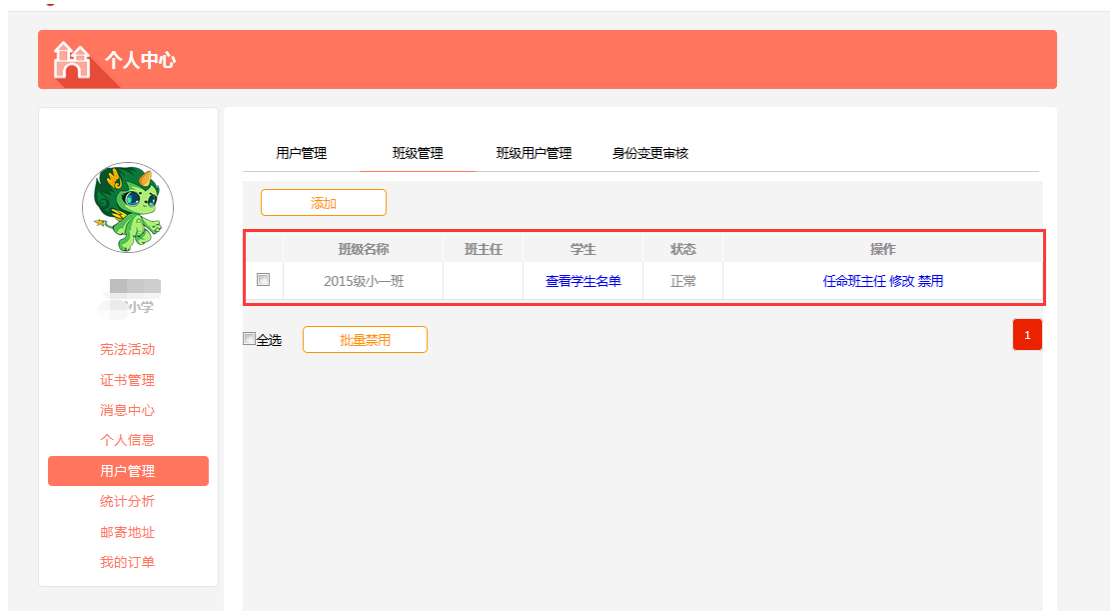 个人中心
小学
宪法活动
证书管理
消息中心
个人信息
用户管理
统计分析
邮寄地址
我的订单
用户管理 班级管理 班级用户管理 身份变更审核
添加
班级名称 班主任 学生 状态 操作
2015级小一班 查看学生名单 正常 任命班主任 修改 禁用
全选 批量禁用 1